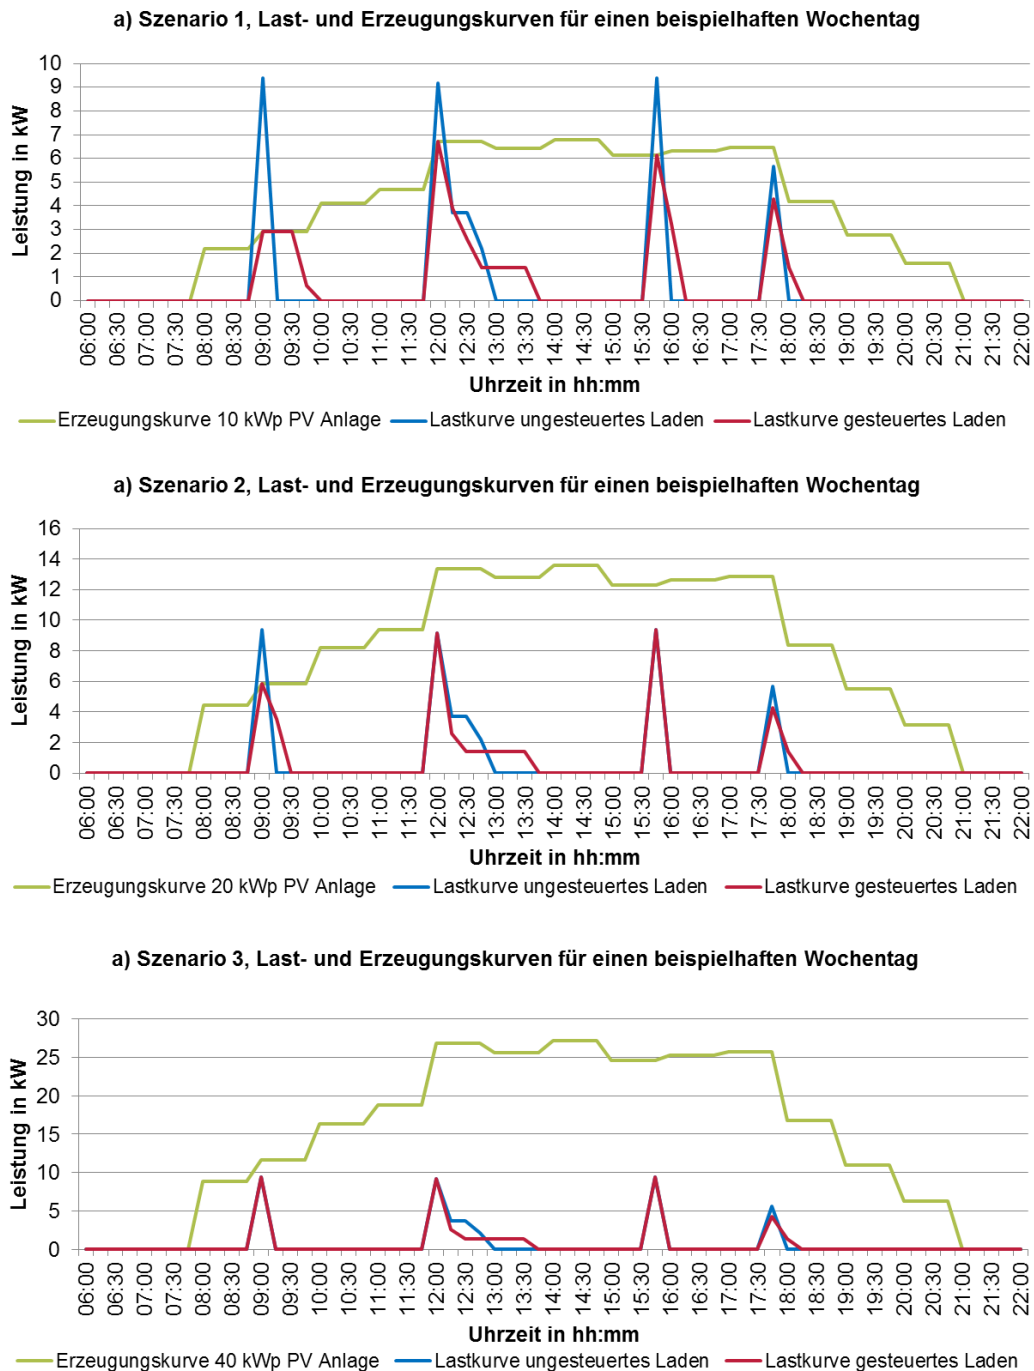 a) Szenario 1, Last- und Erzeugungskurven für einen beispielhaften Wochentag
Leistung in kW
10
9
8
7
6
5
4
3
2
1
0
06:00 06:30 07:00 07:30 08:00 08:30 09:00 09:30 10:00 10:30 11:00 11:30 12:00 12:30 13:00 13:30 14:00 14:30 15:00 15:30 16:00 16:30 17:00 17:30 18:00 18:30 19:00 19:30 20:00 20:30 21:00 21:30 22:00
Uhrzeit in hh:mm
Erzeugungskurve 10 kWp PV Anlage Lastkurve ungesteuertes Laden Lastkurve gesteuertes Laden
a) Szenario 2, Last- und Erzeugungskurven für einen beispielhaften Wochentag
Leistung in kW
16
14
12
10
8
6
4
2
0
06:00 06:30 07:00 07:30 08:00 08:30 09:00 09:30 10:00 10:30 11:00 11:30 12:00 12:30 13:00 13:30 14:00 14:30 15:00 15:30 16:00 16:30 17:00 17:30 18:00 18:30 19:00 19:30 20:00 20:30 21:00 21:30 22:00
Uhrzeit in hh:mm
Erzeugungskurve 20 kWp PV Anlage Lastkurve ungesteuertes Laden Lastkurve gesteuertes Laden
a) Szenario 3, Last- und Erzeugungskurven für einen beispielhaften Wochentag
Leistung in kW
30
25
20
15
10
5
0
06:00 06:30 07:00 07:30 08:00 08:30 09:00 09:30 10:00 10:30 11:00 11:30 12:00 12:30 13:00 13:30 14:00 14:30 15:00 15:30 16:00 16:30 17:00 17:30 18:00 18:30 19:00 19:30 20:00 20:30 21:00 21:30 22:00
Uhrzeit in hh:mm
Erzeugungskurve 40 kWp PV Anlage Lastkurve ungesteuertes Laden Lastkurve gesteuertes Laden